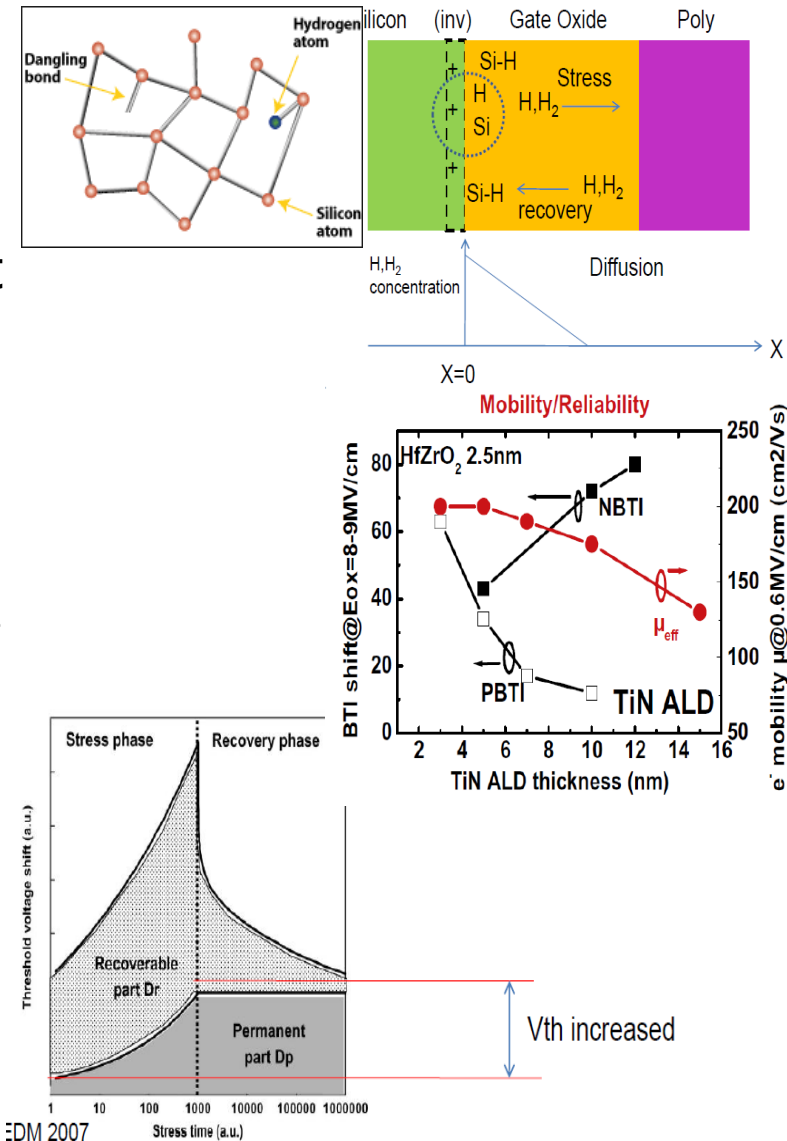 Hydrogen
atom
Dangling
bond
Silicon
atom
ilicon (inv) Gate Oxide Poly
+ Si-H
Stress
H
+
H,H2
Si
+
Si-H
H,H2
recovery
H,H2
concentration
Diffusion
X
X=0
Mobility/Reliability
HfZrO2 2.5nm
NBTI
μeff
PBTI
TiN ALD
BTI shift@Eox=8-9MV/cm
80
60
40
20
0
250
200
150
100
50
e- mobility μ@0.6MV/cm (cm2/Vs)
2 4 6 8 10 12 14 16
TiN ALD thickness (nm)
Stress phase Recovery phase
Threshold voltage shift (a.u.)
Recoverable
part Dr
Permanent
part Dp
Vth increased
1 10 100 1000 10000 100000 1000000
Stress time (a.u.)
EDM 2007